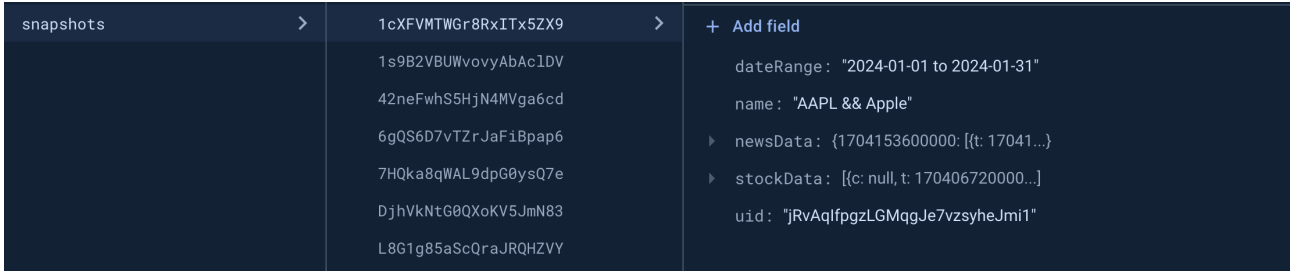 snapshots
1cXFVMTWGr8RxITx5ZX9
1s9B2VBUWvovyAbAclDV
42neFwhS5HjN4MVga6cd
6gQS6D7vTZrJaFiBpap6
7HQka8qWAL9dpG0ysQ7e
DjhVkNtG0QXoKV5JmN83
L8G1g85aScQraJRQHZVY
+ Add field
dateRange: "2024-01-01 to 2024-01-31"
name: "AAPL && Apple"
newsData: {1704153600000: [{t: 17041...}
stockData: [{c: null, t: 170406720000...]
uid: "jRvAqIfpgzLGMqgJe7vzsyheJmi1"